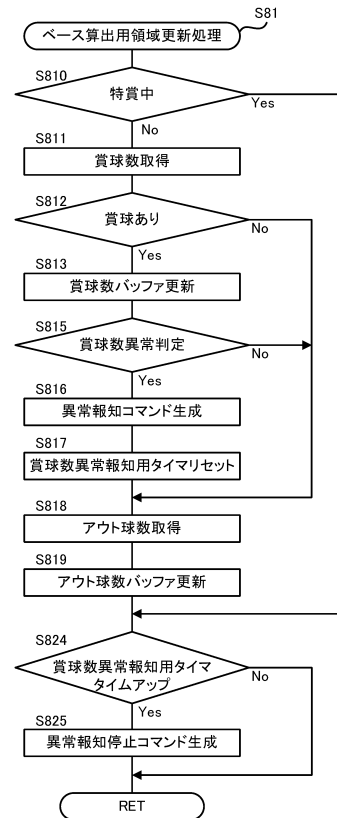 S81
ベース算出用領域更新処理
S810
特賞中
Yes
No
S811
賞球数取得
S812
賞球あり
No
Yes
S813
賞球数バッファ更新
S815
賞球数異常判定
No
Yes
S816
異常報知コマンド生成
S817
賞球数異常報知用タイマリセット
S818
アウト球数取得
S819
アウト球数バッファ更新
S824
賞球数異常報知用タイマ
タイムアップ
No
Yes
S825
異常報知停止コマンド生成
RET